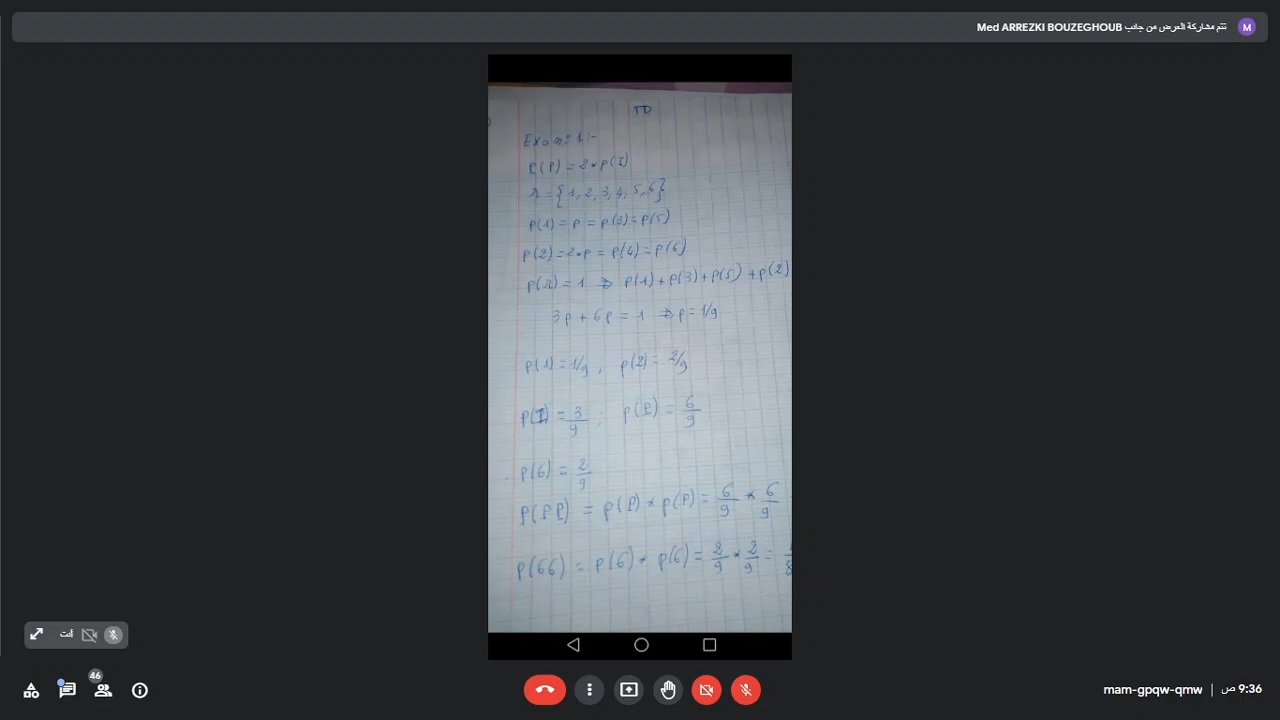 تتم مشاركة العرض من جانب Med ARREZKI BOUZEGHOUB
M
TD
Exo n° 1 :-
P(P) = 2 * p(I)
Ω = {1, 2, 3, 4, 5, 6}
p(1) = p = p(3) = p(5)
p(2) = 2*p = p(4) = p(6)
p(Ω) = 1 => p(1) + p(3) + p(5) + p(2)
3p + 6p = 1 => p = 1/9
p(1) = 1/9 , p(2) = 2/9
p(I) = 3/9 ; p(P) = 6/9
p(6) = 2/9
p(PP) = p(P) * p(P) = 6/9 * 6/9
p(66) = p(6) * p(6) = 2/9 * 2/9 =
أنت
46
mam-gpqw-qmw | 9:36 ص